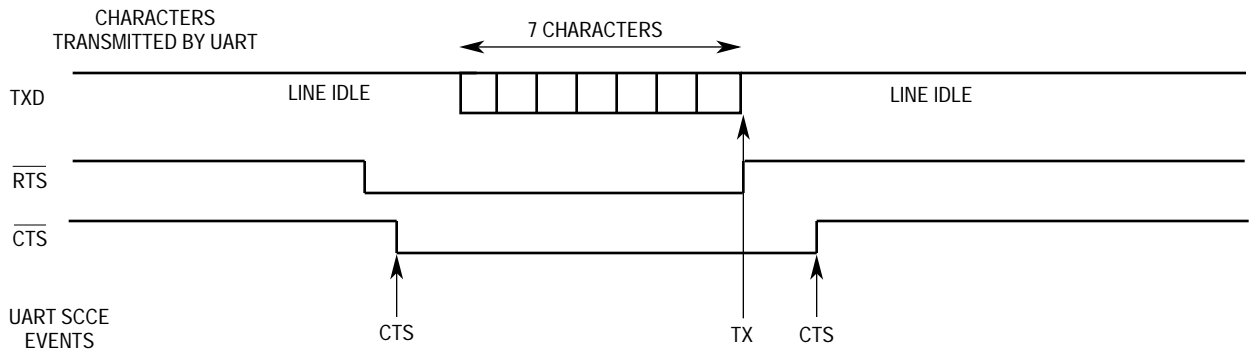 CHARACTERS
TRANSMITTED BY UART
7 CHARACTERS
TXD
LINE IDLE
LINE IDLE
RTS
CTS
UART SCCE
EVENTS
CTS
TX
CTS